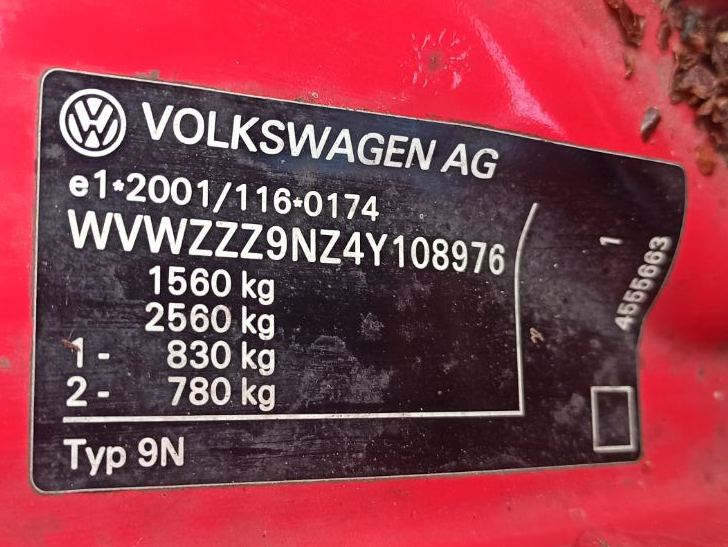 VOLKSWAGEN AG
e1*2001/116*0174
WVWZZZ9NZ4Y108976
1560 kg
2560 kg
1- 830 kg
2- 780 kg
Typ 9N
1
4555663